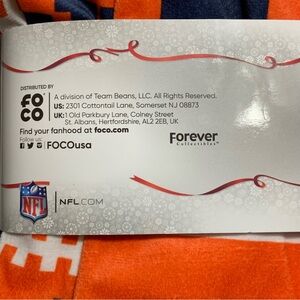 DISTRIBUTED BY
FOCO
A division of Team Beans, LLC. All Rights Reserved.
US: 2301 Cottontail Lane, Somerset NJ 08873
UK: 1 Old Parkbury Lane, Colney Street
St. Albans, Hertfordshire, AL2 2EB, UK
Find your fanhood at foco.com
Follow us:
FOCOusa
Forever
Collectibles™
NFL
NFL.COM